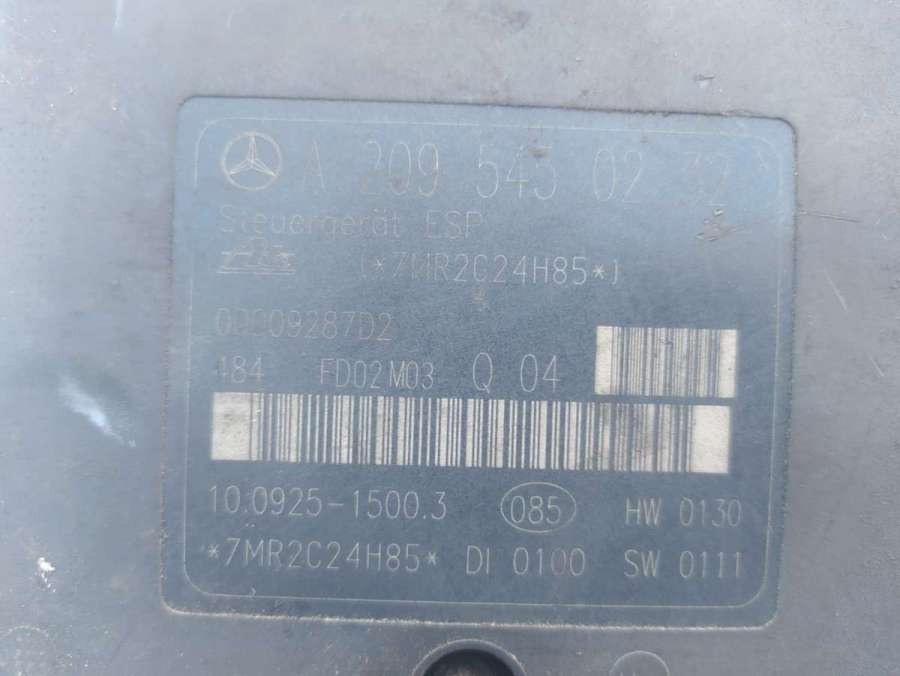 A 209 545 02 32
Steuergerät ESP
Ate (*7MR2C24H85*)
484 FD02M03 Q 04
10.0925-1500.3 085 HW 0130
*7MR2C24H85* DI 0100 SW 0111